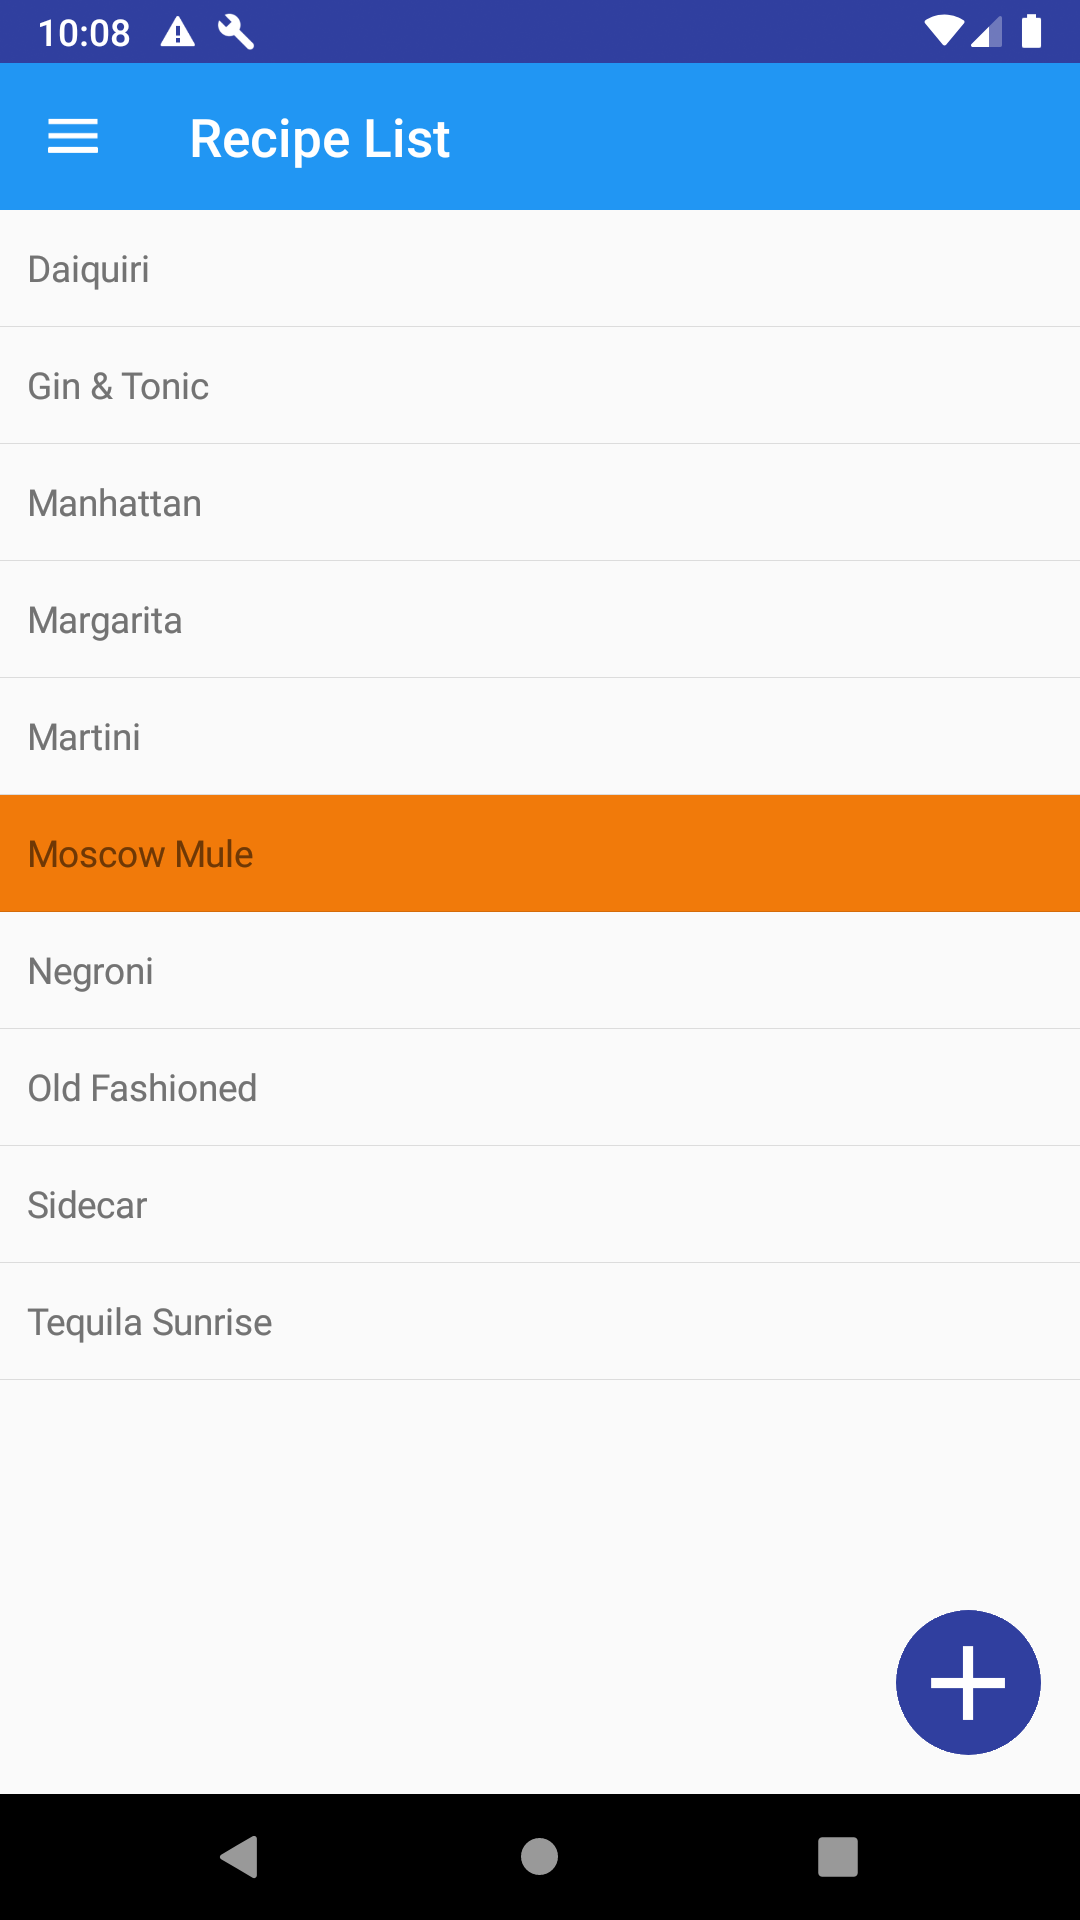 10:08
Recipe List
Daiquiri
Gin & Tonic
Manhattan
Margarita
Martini
Moscow Mule
Negroni
Old Fashioned
Sidecar
Tequila Sunrise